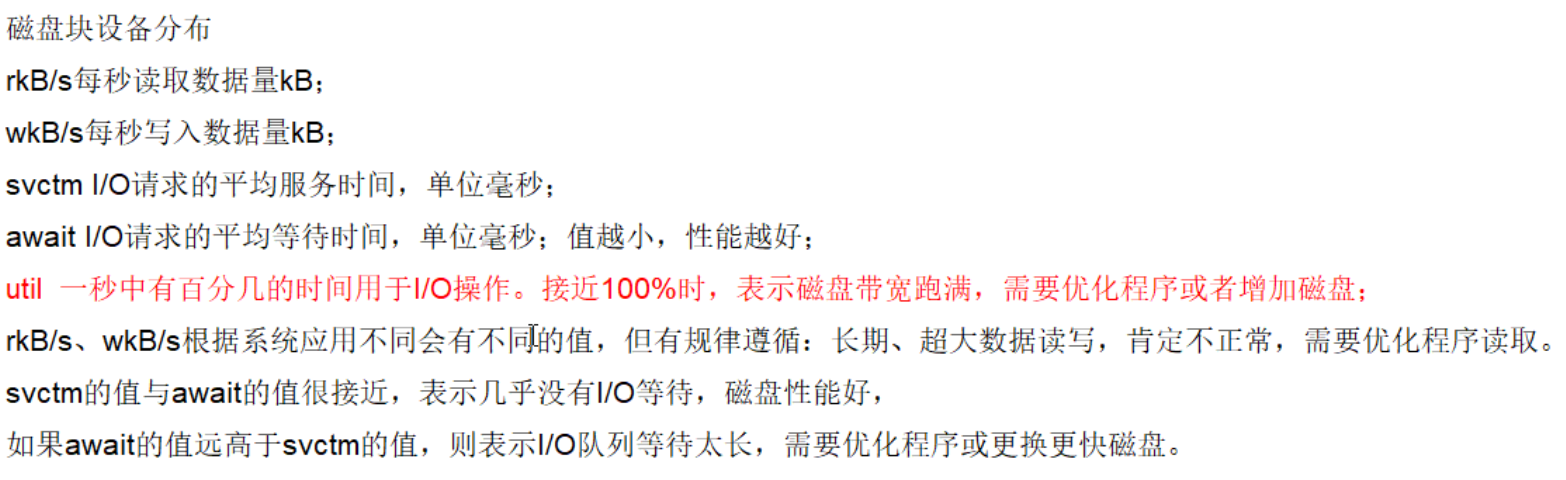 磁盘块设备分布
rkB/s每秒读取数据量kB；
wkB/s每秒写入数据量kB；
svctm I/O请求的平均服务时间，单位毫秒；
await I/O请求的平均等待时间，单位毫秒；值越小，性能越好；
util  一秒中有百分几的时间用于I/O操作。接近100%时，表示磁盘带宽跑满，需要优化程序或者增加磁盘；
rkB/s、wkB/s根据系统应用不同会有不同的值，但有规律遵循：长期、超大数据读写，肯定不正常，需要优化程序读取。
svctm的值与await的值很接近，表示几乎没有I/O等待，磁盘性能好，
如果await的值远高于svctm的值，则表示I/O队列等待太长，需要优化程序或更换更快磁盘。